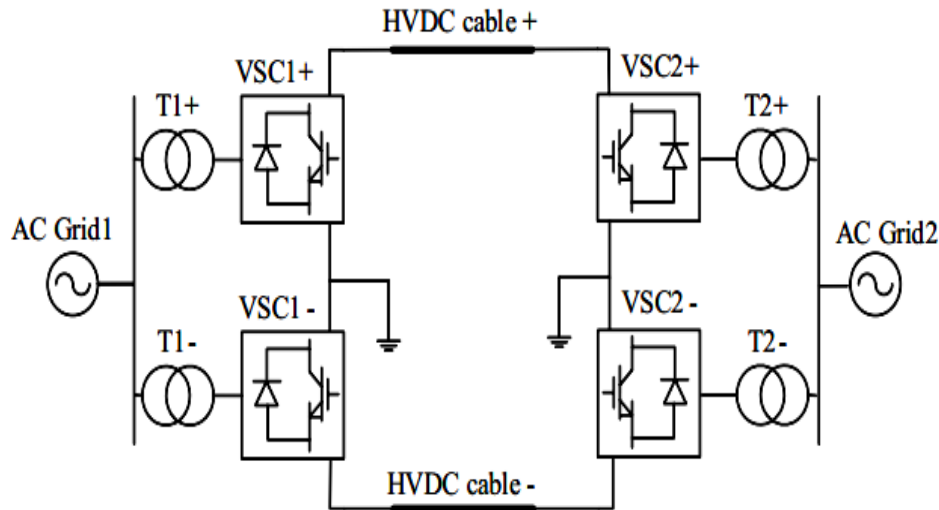 HVDC cable +
VSC1+
VSC2+
T1+
T2+
AC Grid1
AC Grid2
VSC1 -
VSC2 -
T1-
T2-
HVDC cable -